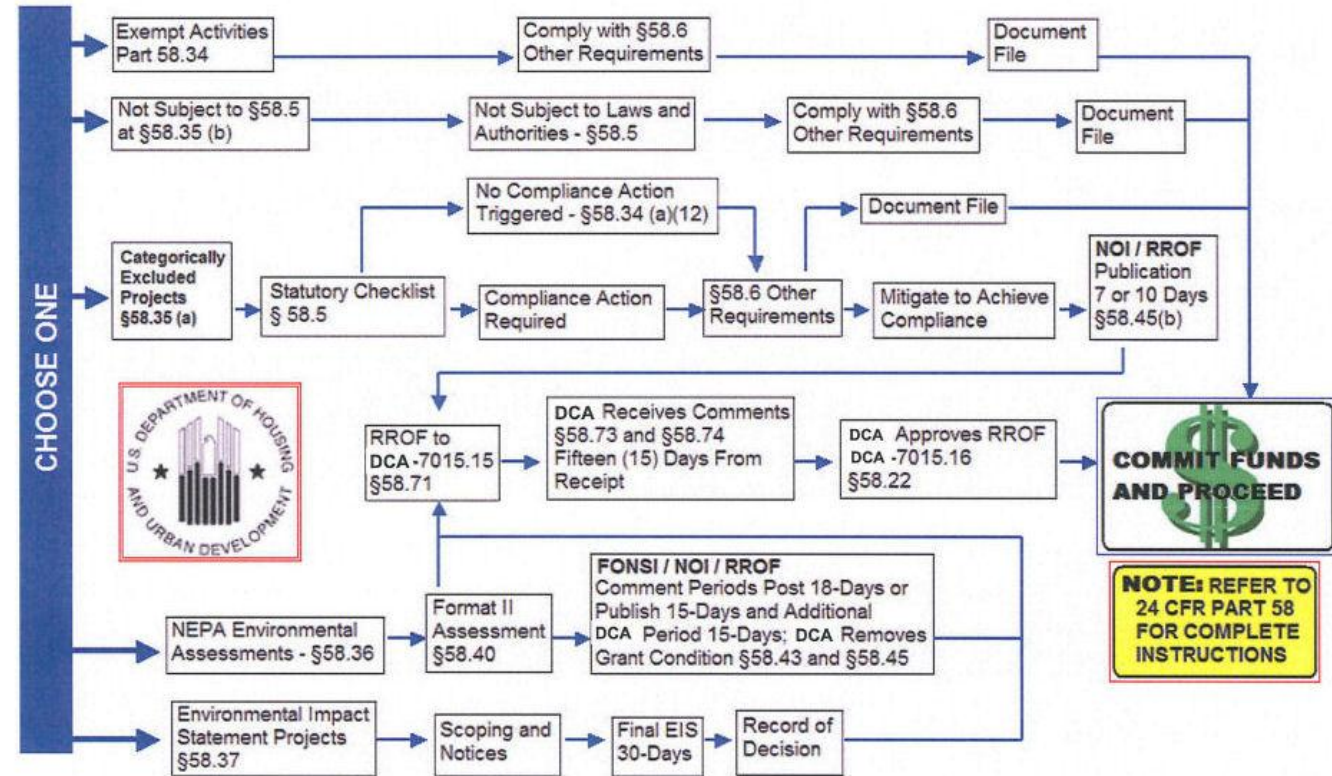 CHOOSE ONE
Exempt Activities
Part 58.34
Comply with §58.6
Other Requirements
Document
File
Not Subject to §58.5
at §58.35 (b)
Not Subject to Laws and
Authorities - §58.5
Comply with §58.6
Other Requirements
Document
File
No Compliance Action
Triggered - §58.34 (a)(12)
Document File
Categorically
Excluded
Projects
§58.35 (a)
Statutory Checklist
§ 58.5
Compliance Action
Required
§58.6 Other
Requirements
Mitigate to Achieve
Compliance
NOI / RROF
Publication
7 or 10 Days
§58.45(b)
U.S. DEPARTMENT OF HOUSING
AND URBAN DEVELOPMENT
RROF to
DCA -7015.15
§58.71
DCA Receives Comments
§58.73 and §58.74
Fifteen (15) Days From
Receipt
DCA Approves RROF
DCA -7015.16
§58.22
$
COMMIT FUNDS
AND PROCEED
NOTE: REFER TO
24 CFR PART 58
FOR COMPLETE
INSTRUCTIONS
NEPA Environmental
Assessments - §58.36
Format II
Assessment
§58.40
FONSI / NOI / RROF
Comment Periods Post 18-Days or
Publish 15-Days and Additional
DCA Period 15-Days; DCA Removes
Grant Condition §58.43 and §58.45
Environmental Impact
Statement Projects
§58.37
Scoping and
Notices
Final EIS
30-Days
Record of
Decision